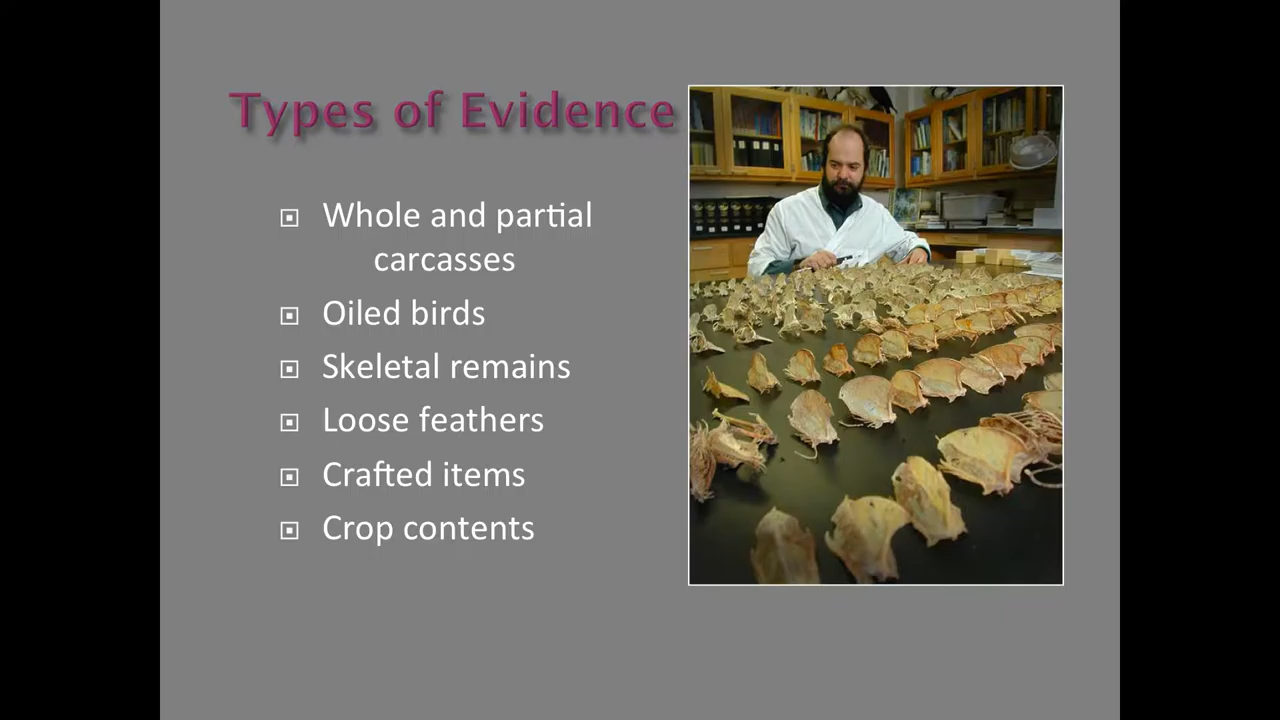 Types of Evidence
Whole and partial
carcasses
Oiled birds
Skeletal remains
Loose feathers
Crafted items
Crop contents